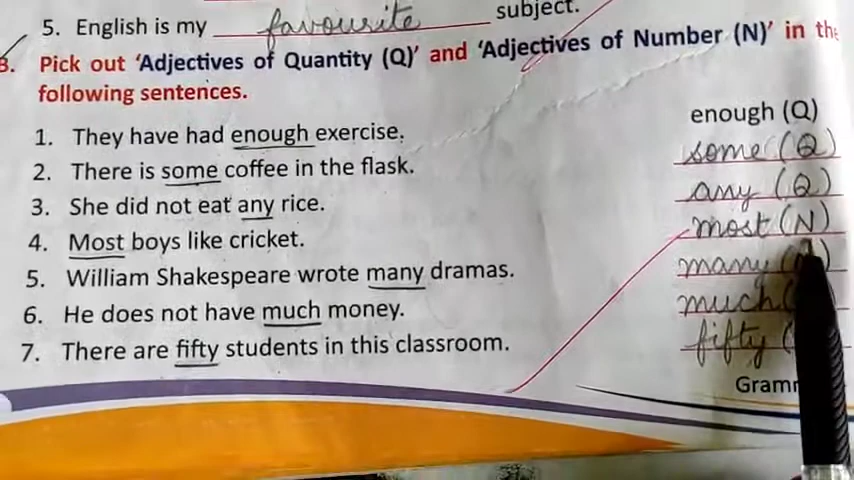 5. English is my favourite subject.
B. Pick out 'Adjectives of Quantity (Q)' and 'Adjectives of Number (N)' in the
following sentences.
1. They have had enough exercise. enough (Q)
2. There is some coffee in the flask. some (Q)
3. She did not eat any rice. any (Q)
4. Most boys like cricket. most (N)
5. William Shakespeare wrote many dramas. many (N)
6. He does not have much money. much (
7. There are fifty students in this classroom. fifty (
Gramm